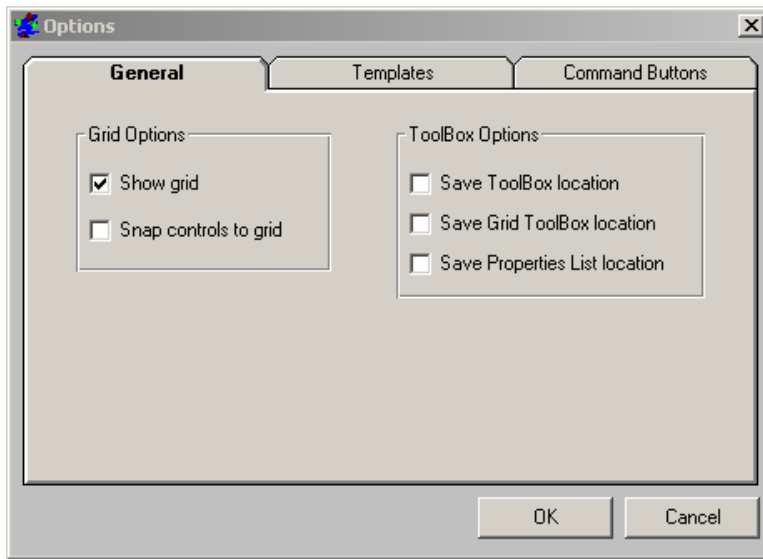 Options
General Templates Command Buttons
Grid Options
Show grid
Snap controls to grid
ToolBox Options
Save ToolBox location
Save Grid ToolBox location
Save Properties List location
OK Cancel